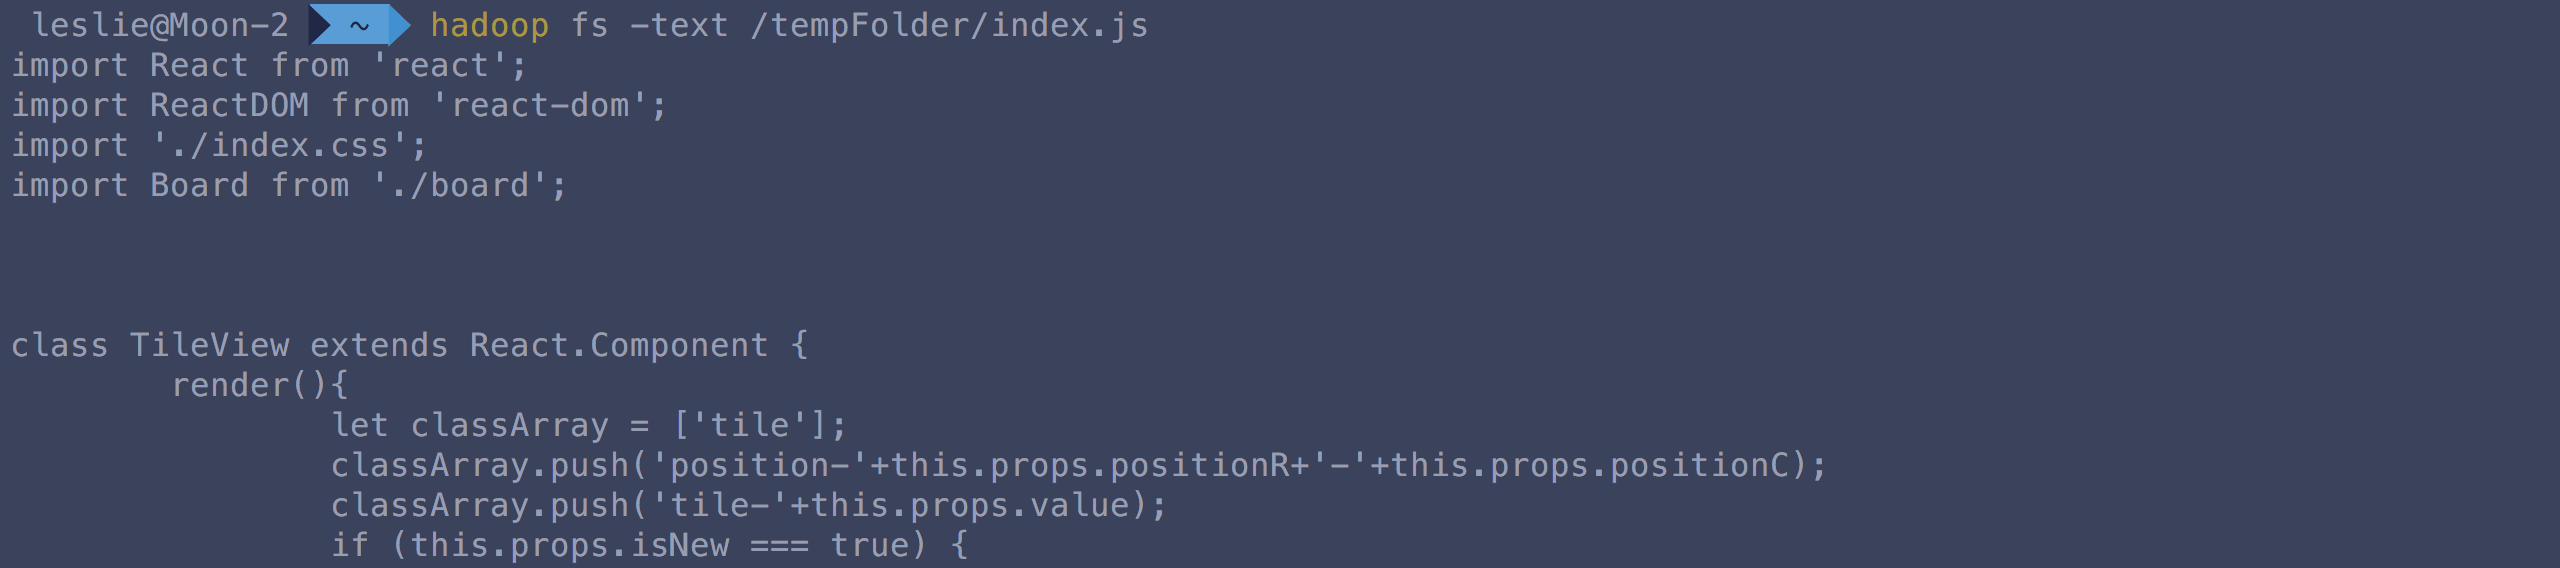 leslie@Moon-2 ~ hadoop fs -text /tempFolder/index.js
import React from 'react';
import ReactDOM from 'react-dom';
import './index.css';
import Board from './board';
class TileView extends React.Component {
        render(){
                let classArray = ['tile'];
                classArray.push('position-'+this.props.positionR+'-'+this.props.positionC);
                classArray.push('tile-'+this.props.value);
                if (this.props.isNew === true) {